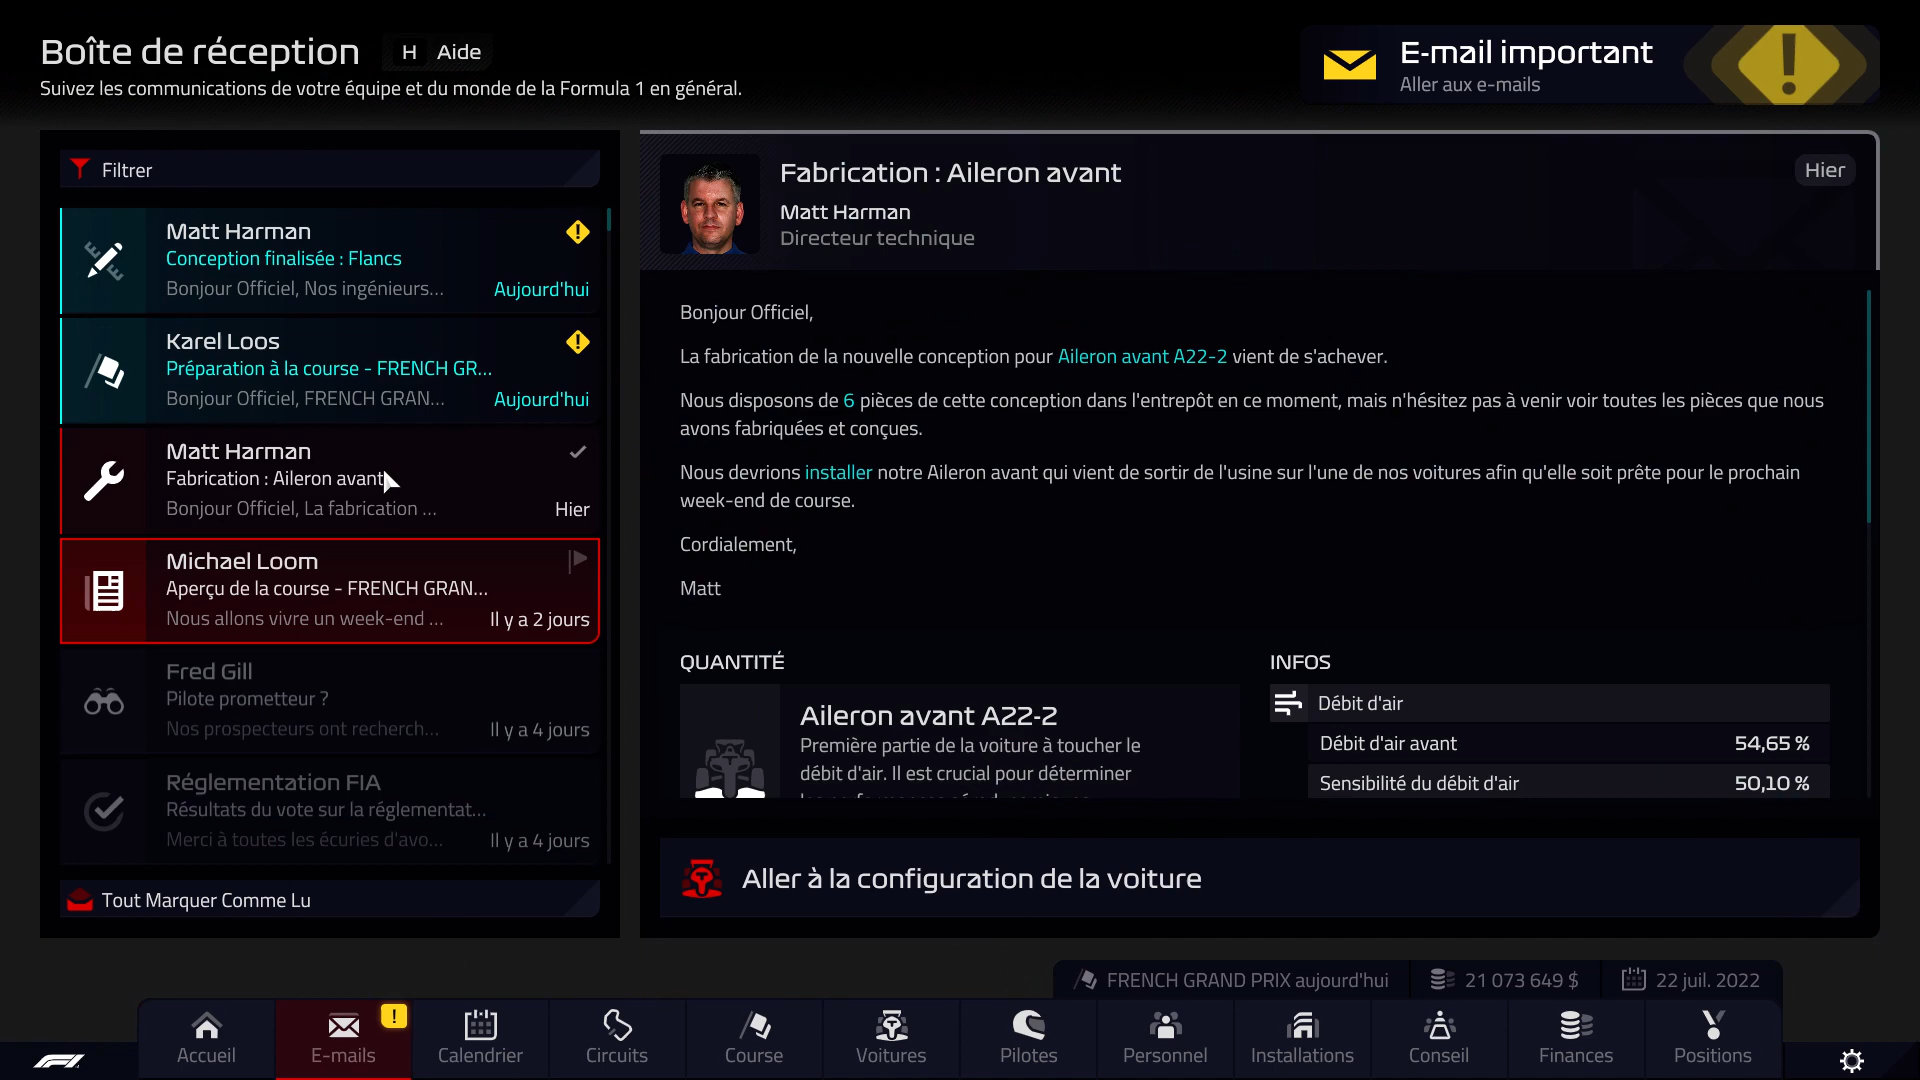 Boîte de réception
H Aide
Suivez les communications de votre équipe et du monde de la Formula 1 en général.
E-mail important
Aller aux e-mails
Filtrer
Matt Harman
Conception finalisée : Flancs
Bonjour Officiel, Nos ingénieurs...
Aujourd'hui
Karel Loos
Préparation à la course - FRENCH GR...
Bonjour Officiel, FRENCH GRAN...
Aujourd'hui
Matt Harman
Fabrication : Aileron avant
Bonjour Officiel, La fabrication ...
Hier
Michael Loom
Aperçu de la course - FRENCH GRAN...
Nous allons vivre un week-end ...
Il y a 2 jours
Fred Gill
Pilote prometteur ?
Nos prospecteurs ont recherch...
Il y a 4 jours
Réglementation FIA
Résultats du vote sur la réglementat...
Merci à toutes les écuries d'avo...
Il y a 4 jours
Tout Marquer Comme Lu
Fabrication : Aileron avant
Hier
Matt Harman
Directeur technique
Bonjour Officiel,
La fabrication de la nouvelle conception pour Aileron avant A22-2 vient de s'achever.
Nous disposons de 6 pièces de cette conception dans l'entrepôt en ce moment, mais n'hésitez pas à venir voir toutes les pièces que nous
avons fabriquées et conçues.
Nous devrions installer notre Aileron avant qui vient de sortir de l'usine sur l'une de nos voitures afin qu'elle soit prête pour le prochain
week-end de course.
Cordialement,
Matt
QUANTITÉ
Aileron avant A22-2
Première partie de la voiture à toucher le
débit d'air. Il est crucial pour déterminer
INFOS
Débit d'air
Débit d'air avant 54,65 %
Sensibilité du débit d'air 50,10 %
Aller à la configuration de la voiture
FRENCH GRAND PRIX aujourd'hui
21 073 649 $
22 juil. 2022
Accueil
E-mails
Calendrier
Circuits
Course
Voitures
Pilotes
Personnel
Installations
Conseil
Finances
Positions